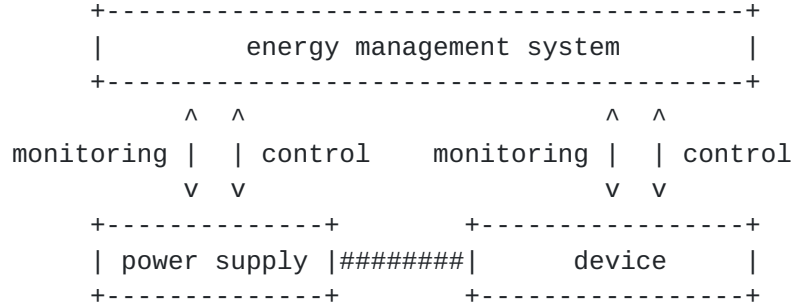 energy management system
monitoring | | control monitoring | | control
| power supply |########| device |